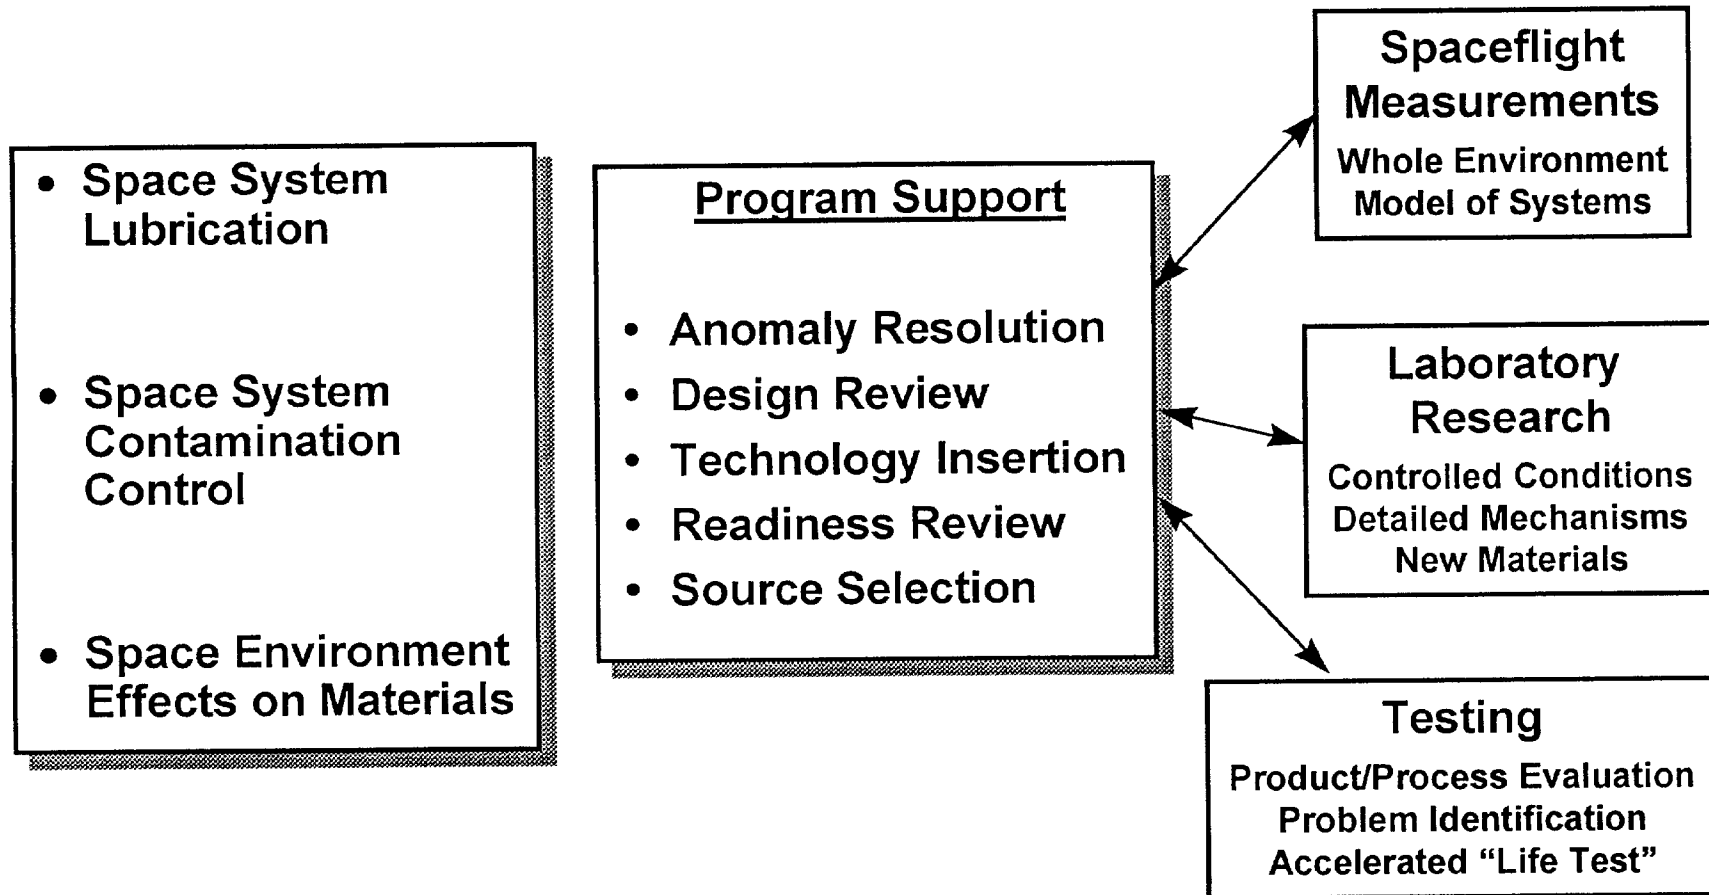 • Space System
Lubrication
• Space System
Contamination
Control
• Space Environment
Effects on Materials
Program Support
• Anomaly Resolution
• Design Review
• Technology Insertion
• Readiness Review
• Source Selection
Spaceflight
Measurements
Whole Environment
Model of Systems
Laboratory
Research
Controlled Conditions
Detailed Mechanisms
New Materials
Testing
Product/Process Evaluation
Problem Identification
Accelerated “Life Test”